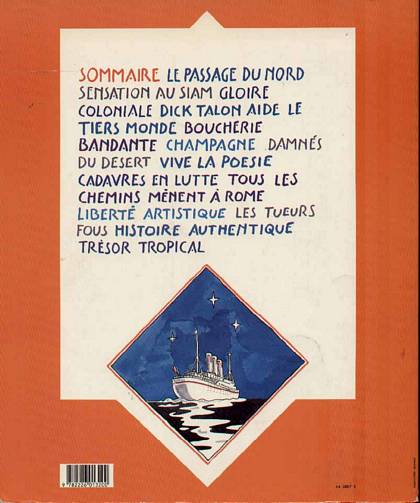 SOMMAIRE LE PASSAGE DU NORD
SENSATION AU SIAM GLOIRE
COLONIALE DICK TALON AIDE LE
TIERS MONDE BOUCHERIE
BANDANTE CHAMPAGNE DAMNÉS
DU DESERT VIVE LA POESIE
CADAVRES EN LUTTE TOUS LES
CHEMINS MÈNENT À ROME
LIBERTÉ ARTISTIQUE LES TUEURS
FOUS HISTOIRE AUTHENTIQUE
TRÉSOR TROPICAL